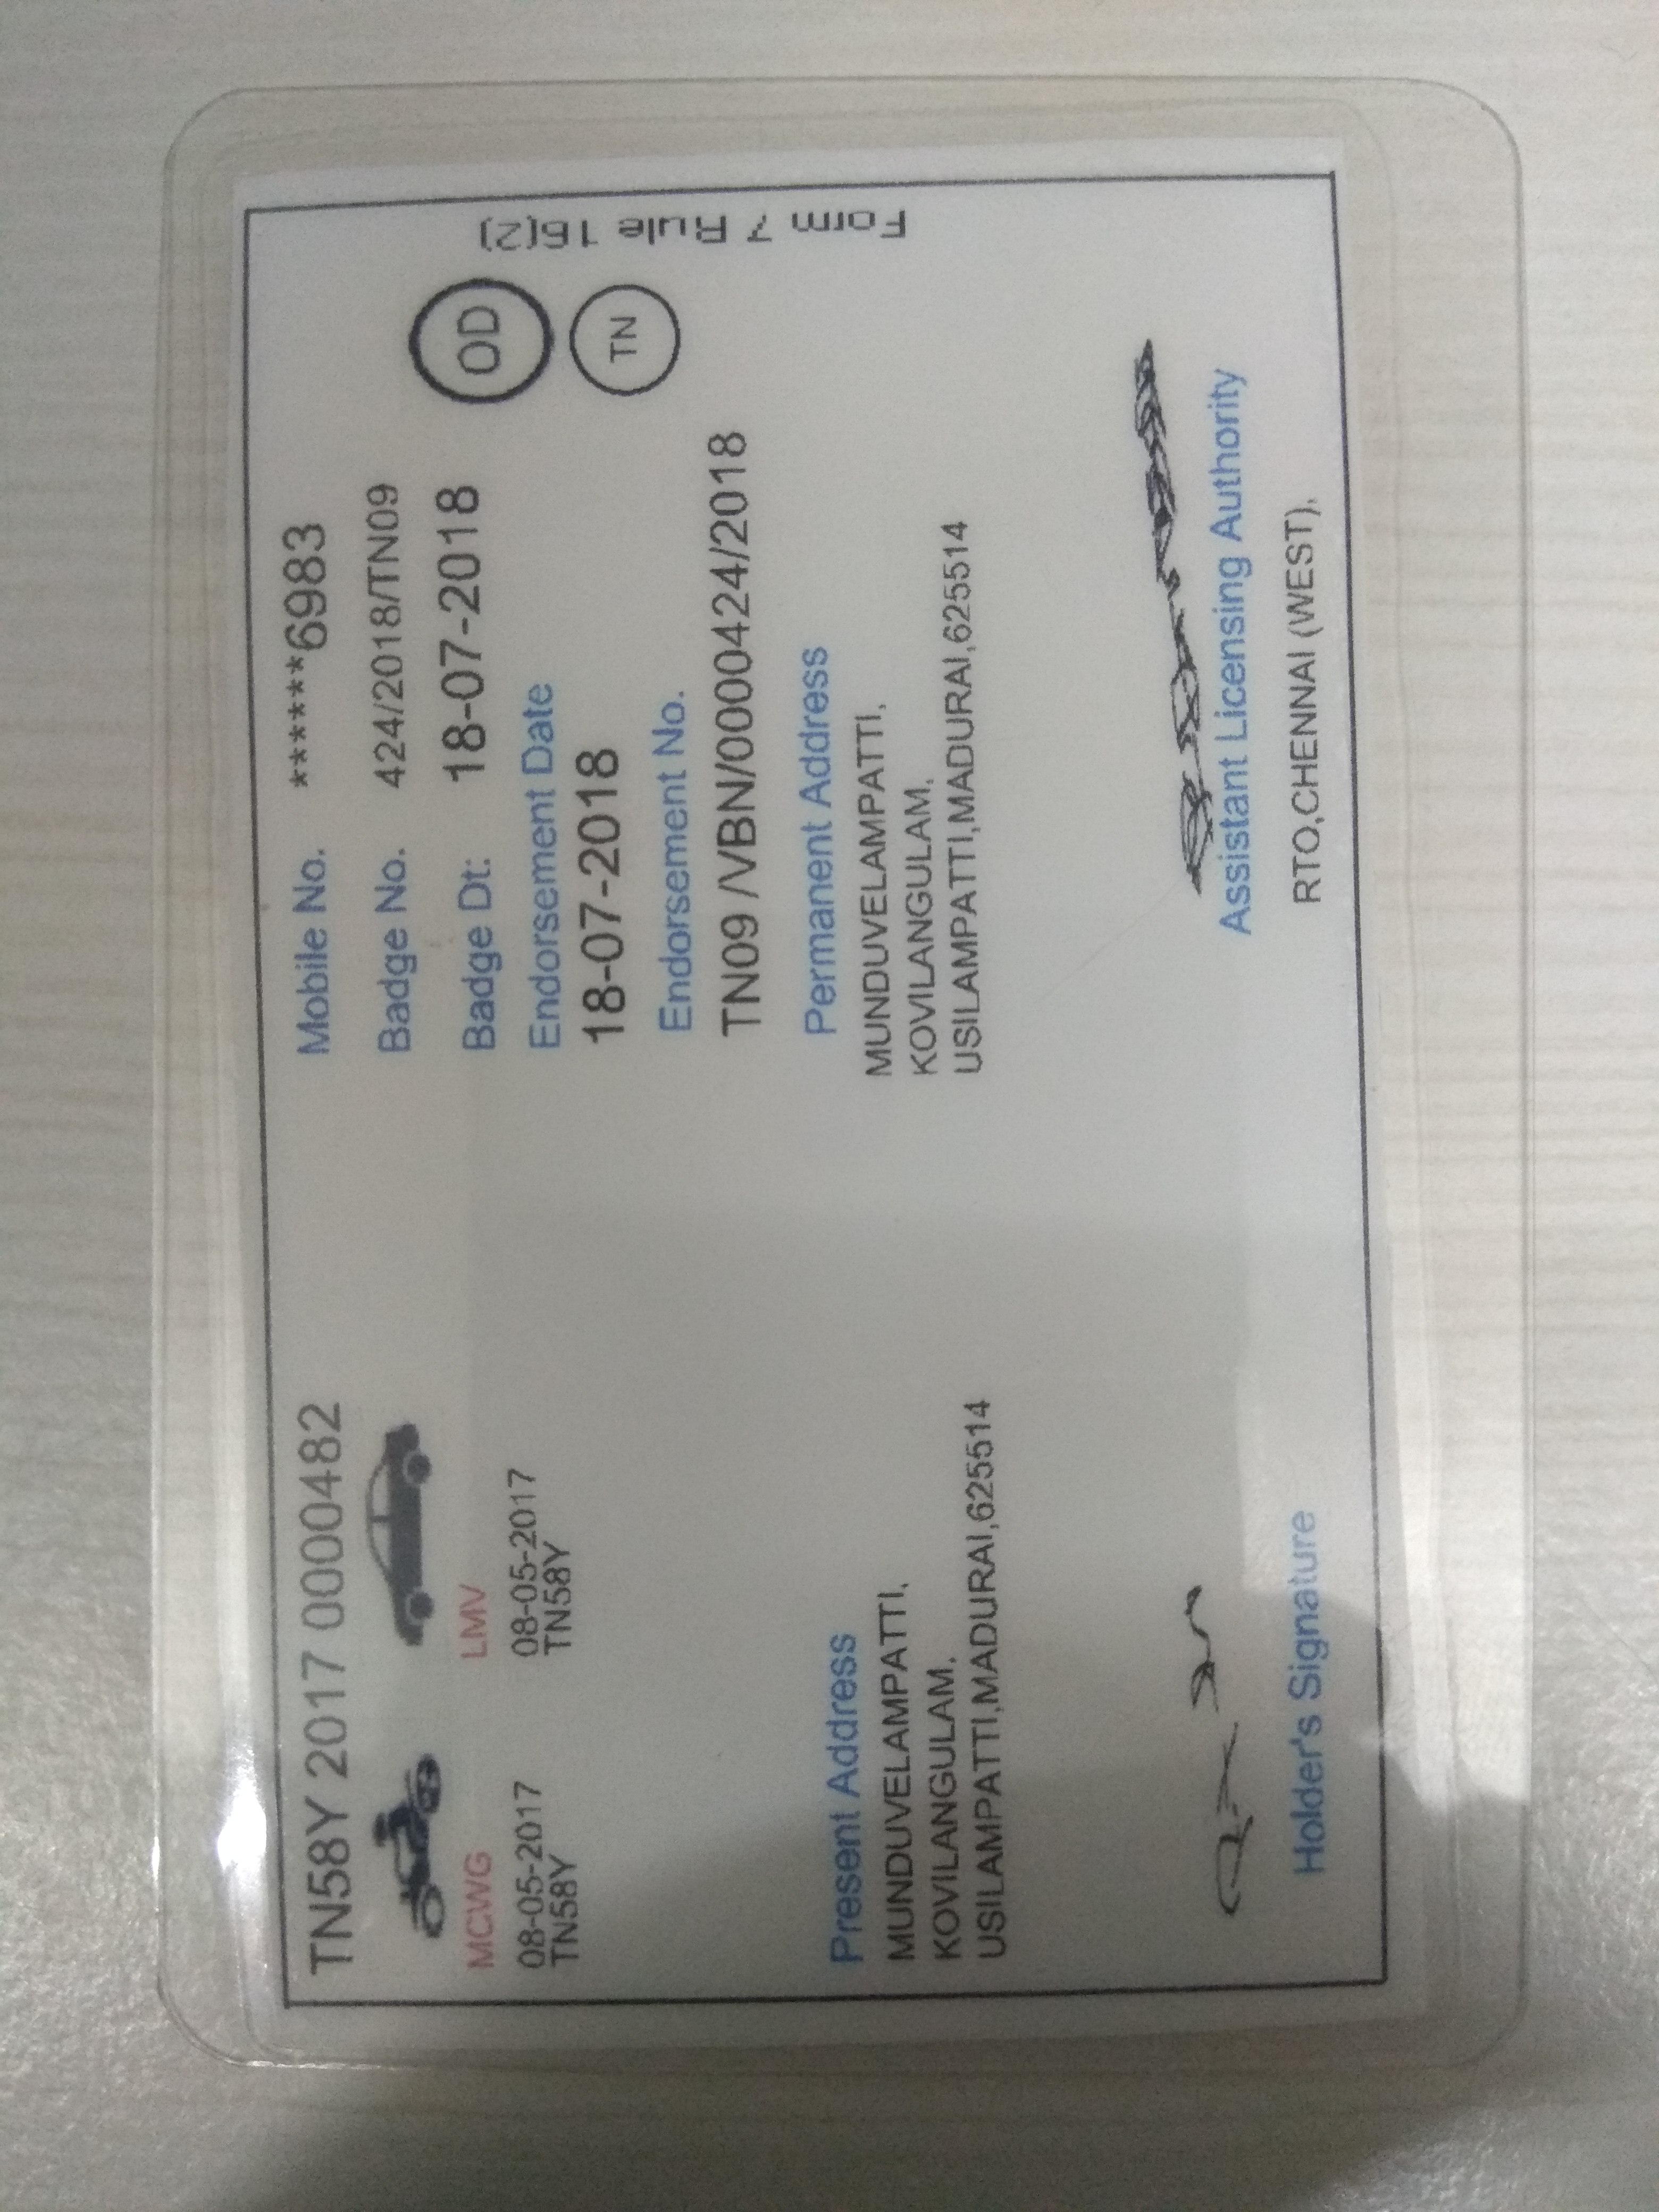 TN58Y 2017 0000482
MCWG
08-05-2017
TN58Y
LMV
08-05-2017
TN58Y
Present Address
MUNDUVELAMPATTI,
KOVILANGULAM,
USILAMPATTI,MADURAI,625514
Holder's Signature
Mobile No. ******6983
Badge No. 424/2018/TN09
Badge Dt: 18-07-2018
Endorsement Date
18-07-2018
Endorsement No.
TN09 /VBN/0000424/2018
Permanent Address
MUNDUVELAMPATTI,
KOVILANGULAM,
USILAMPATTI,MADURAI,625514
Assistant Licensing Authority
RTO,CHENNAI (WEST),
OD
TN
Form 7 Rule 16(2)